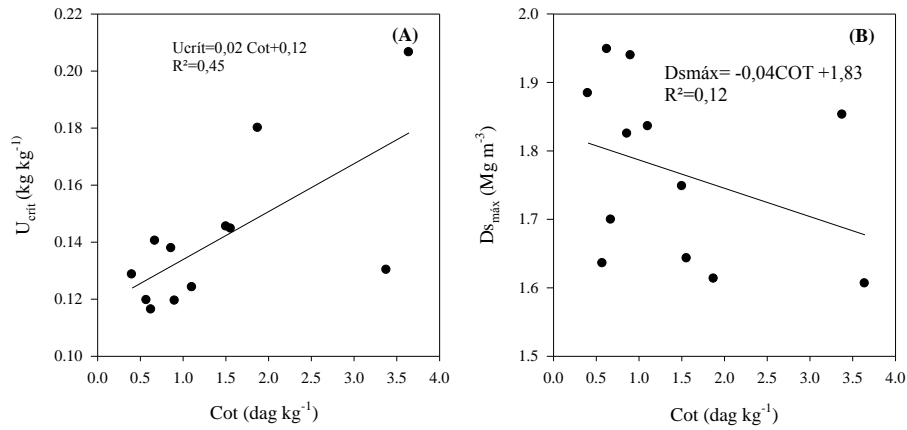 (A)
Ucrít=0,02 Cot+0,12
R²=0,45
0.22
0.20
0.18
0.16
0.14
0.12
0.10
U_crít (kg kg⁻¹⁾
0.0 0.5 1.0 1.5 2.0 2.5 3.0 3.5 4.0
Cot (dag kg⁻¹)
(B)
Dsmáx= -0,04COT +1,83
R²=0,12
2.0
1.9
1.8
1.7
1.6
1.5
Ds_máx (Mg m⁻³)
0.0 0.5 1.0 1.5 2.0 2.5 3.0 3.5 4.0
Cot (dag kg⁻¹)